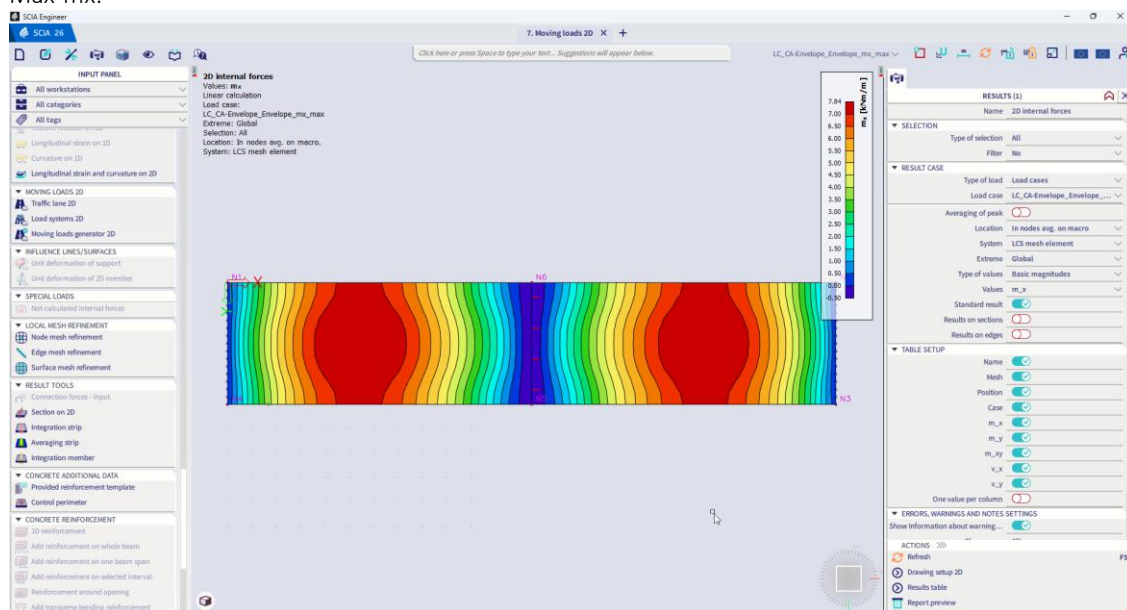 Max mx:
SCIA Engineer
SCIA 26
7. Moving loads 2D X +
Click here or press Space to type your text... Suggestions will appear below.
LC_CA-Envelope_Envelope_mx_max
INPUT PANEL
All workstations
All categories
All tags
Longitudinal strain on 1D
Curvature on 1D
Longitudinal strain and curvature on 2D
MOVING LOADS 2D
Traffic lane 2D
Load systems 2D
Moving loads generator 2D
INFLUENCE LINES/SURFACES
Unit deformation of support
Unit deformation of 2D member
SPECIAL LOADS
Not calculated internal forces
LOCAL MESH REFINEMENT
Node mesh refinement
Edge mesh refinement
Surface mesh refinement
RESULT TOOLS
Connection forces - input
Section on 2D
Integration strip
Averaging strip
Integration member
CONCRETE ADDITIONAL DATA
Provided reinforcement template
Control perimeter
CONCRETE REINFORCEMENT
1D reinforcement
Add reinforcement on whole beam
Add reinforcement on one beam span
Add reinforcement on selected interval
Reinforcement around opening
Add transverse bending reinforcement
2D internal forces
Values: mx
Linear calculation
Load case:
LC_CA-Envelope_Envelope_mx_max
Extreme: Global
Selection: All
Location: In nodes avg. on macro.
System: LCS mesh element
N1
X
N6
N3
mx [kNm/m]
7.84
7.00
6.50
6.00
5.50
5.00
4.50
4.00
3.50
3.00
2.50
2.00
1.50
1.00
0.50
0.00
RESULTS (1)
Name 2D internal forces
SELECTION
Type of selection All
Filter No
RESULT CASE
Type of load Load cases
Load case LC_CA-Envelope_Envelope_...
Averaging of peak
Location In nodes avg. on macro
System LCS mesh element
Extreme Global
Type of values Basic magnitudes
Values m_x
Standard result
Results on sections
Results on edges
TABLE SETUP
Name
Mesh
Position
Case
m_x
m_y
m_xy
v_x
v_y
One value per column
ERRORS, WARNINGS AND NOTES SETTINGS
Show Information about warning...
ACTIONS >>>
Refresh F5
Drawing setup 2D
Results table
Report preview